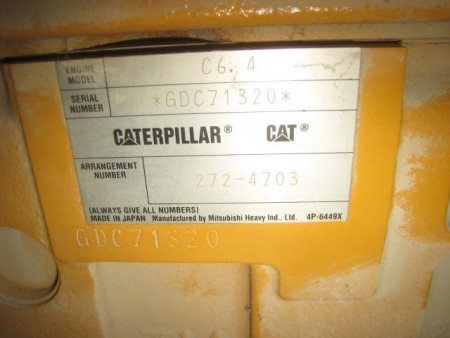 ENGINE MODEL C6.4
SERIAL NUMBER *GDC71320*
CATERPILLAR® CAT®
ARRANGEMENT NUMBER 272-4703
(ALWAYS GIVE ALL NUMBERS)
MADE IN JAPAN Manufactured by Mitsubishi Heavy Ind., Ltd. 4P-6449X
GDC71320